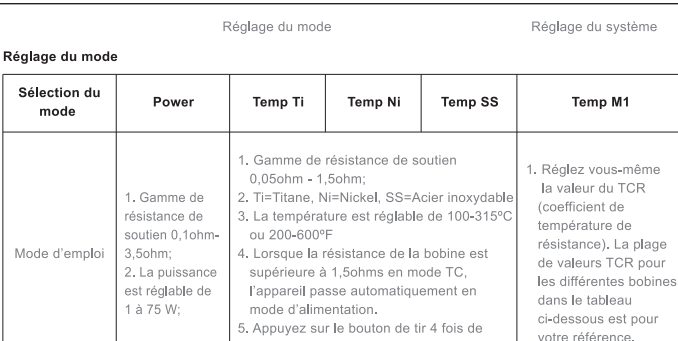 Réglage du mode Réglage du système
Réglage du mode
Sélection du mode
Power
Temp Ti
Temp Ni
Temp SS
Temp M1
Mode d'emploi
1. Gamme de
résistance de
soutien 0,1ohm-
3,5ohm;
2. La puissance
est réglable de
1 à 75 W;
1. Gamme de résistance de soutien
0,05ohm - 1,5ohm;
2. Ti=Titane, Ni=Nickel, SS=Acier inoxydable
3. La température est réglable de 100-315ºC
ou 200-600ºF
4. Lorsque la résistance de la bobine est
supérieure à 1,5ohms en mode TC,
l'appareil passe automatiquement en
mode d'alimentation.
5. Appuyez sur le bouton de tir 4 fois de
1. Réglez vous-même
la valeur du TCR
(coefficient de
température de
résistance). La plage
de valeurs TCR pour
les différentes bobines
dans le tableau
ci-dessous est pour
votre référence.